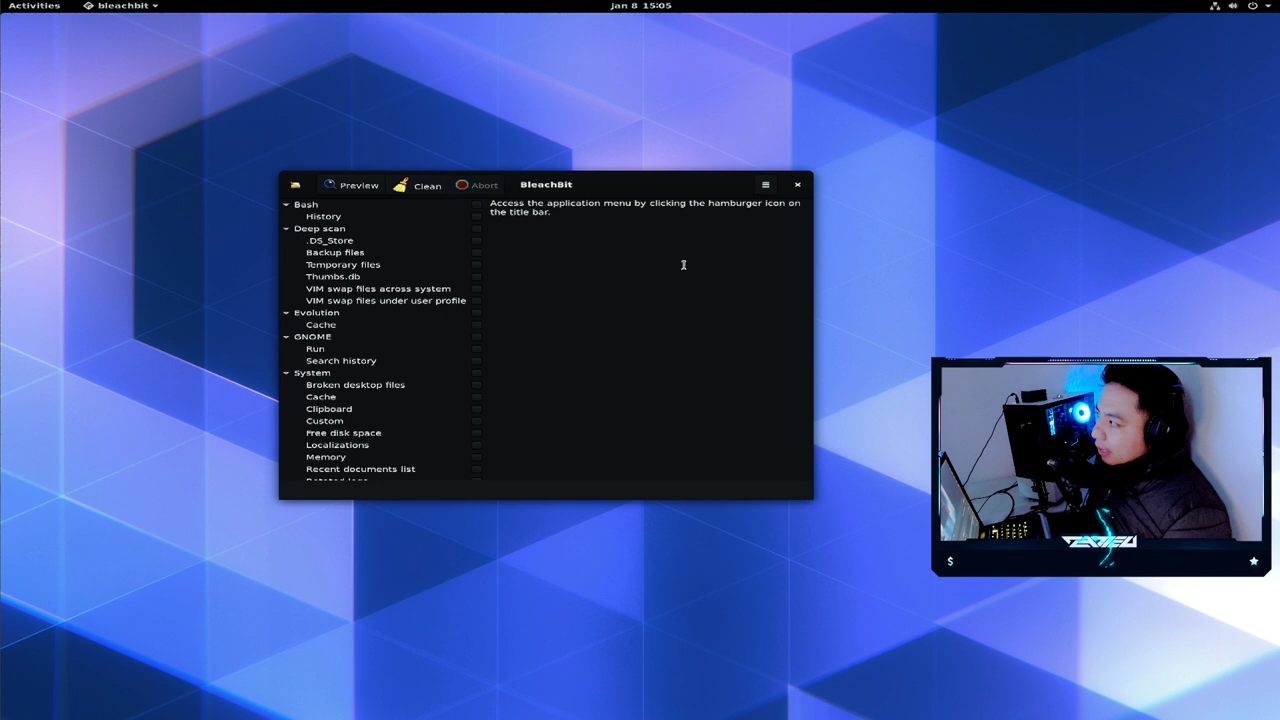 Activities
bleachbit
Jan 8 15:05
Preview
Clean
Abort
BleachBit
Bash
History
Deep scan
.DS_Store
Backup files
Temporary files
Thumbs.db
VIM swap files across system
VIM swap files under user profile
Evolution
Cache
GNOME
Run
Search history
System
Broken desktop files
Cache
Clipboard
Custom
Free disk space
Localizations
Memory
Recent documents list
Access the application menu by clicking the hamburger icon on
the title bar.
$